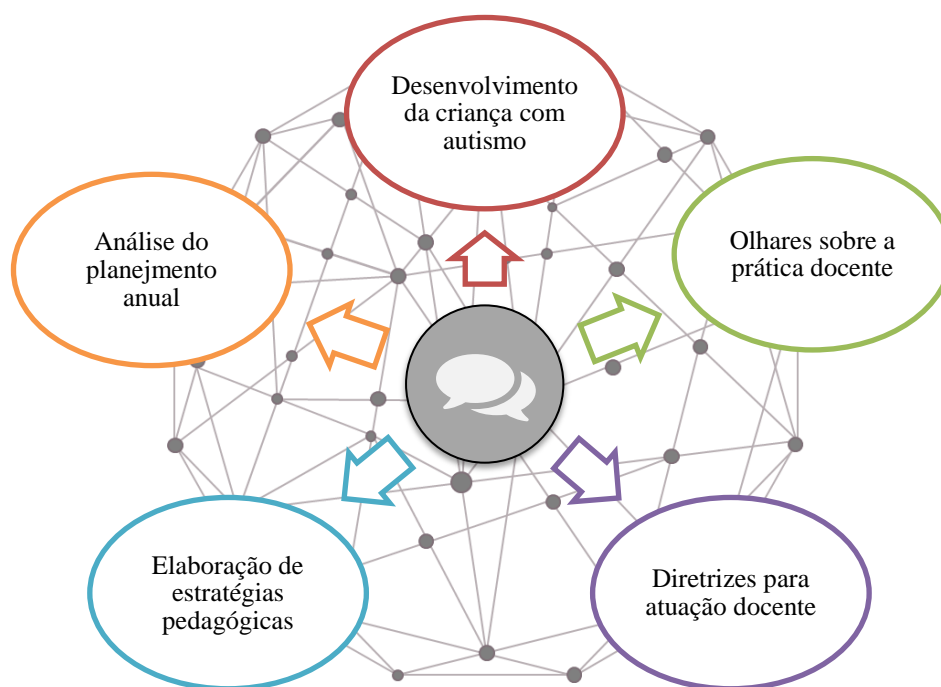 Desenvolvimento
da criança com
autismo
Olhares sobre a
prática docente
Diretrizes para
atuação docente
Elaboração de
estratégias
pedagógicas
Análise do
planejmento
anual